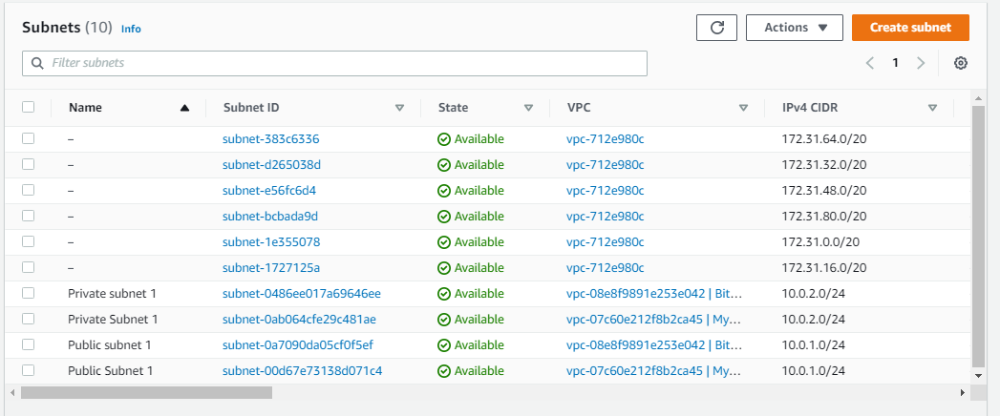 Subnets (10) Info Actions Create subnet
Filter subnets 1
Name Subnet ID State VPC IPv4 CIDR
– subnet-383c6336 Available vpc-712e980c 172.31.64.0/20
– subnet-d265038d Available vpc-712e980c 172.31.32.0/20
– subnet-e56fc6d4 Available vpc-712e980c 172.31.48.0/20
– subnet-bcbada9d Available vpc-712e980c 172.31.80.0/20
– subnet-1e355078 Available vpc-712e980c 172.31.0.0/20
– subnet-1727125a Available vpc-712e980c 172.31.16.0/20
Private subnet 1 subnet-0486ee017a69646ee Available vpc-08e8f9891e253e042 | Bit... 10.0.2.0/24
Private Subnet 1 subnet-0ab064cfe29c481ae Available vpc-07c60e212f8b2ca45 | My... 10.0.2.0/24
Public subnet 1 subnet-0a7090da05cf0f5ef Available vpc-08e8f9891e253e042 | Bit... 10.0.1.0/24
Public Subnet 1 subnet-00d67e73138d071c4 Available vpc-07c60e212f8b2ca45 | My... 10.0.1.0/24